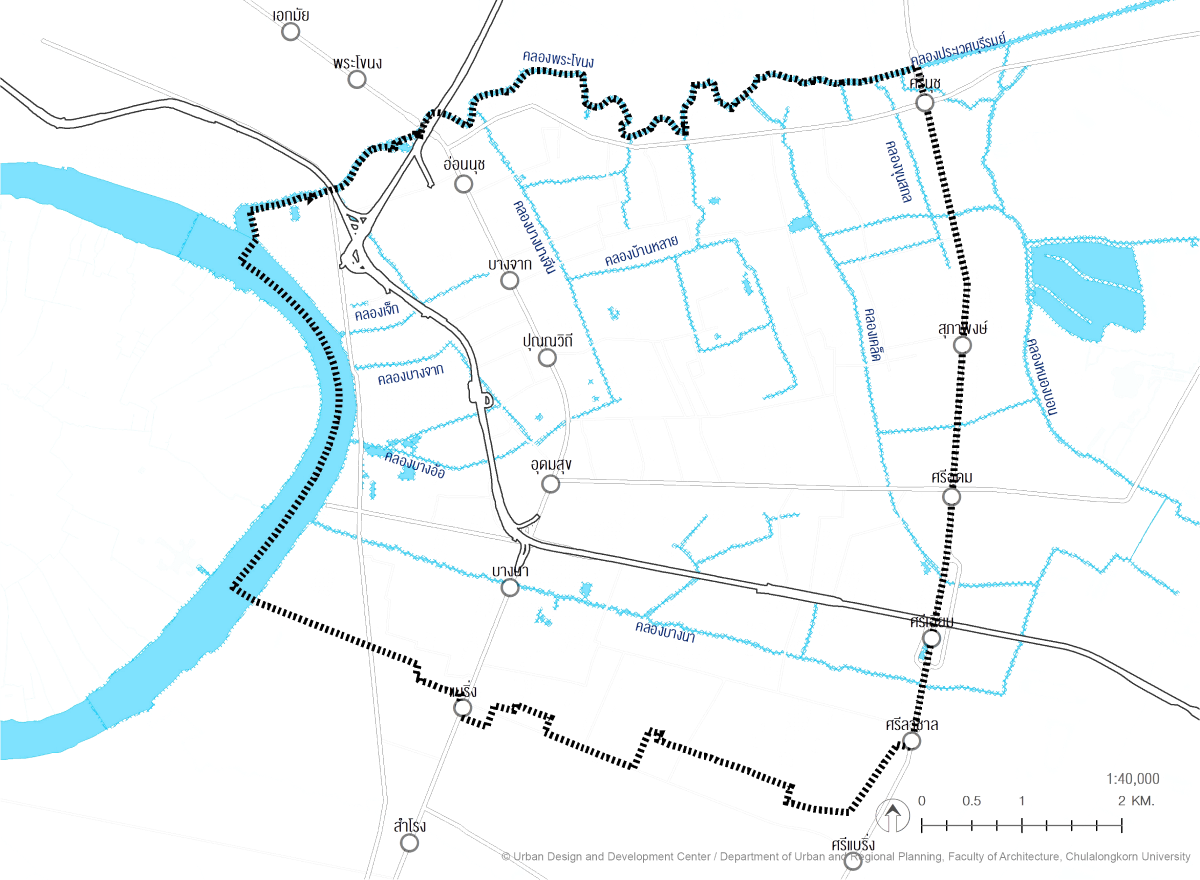 เอกมัย
คลองประเวศบุรีรมย์
คลองพระโขนง
พระโขนง
ศรีนุช
อ่อนนุช
คลองขุนสกล
คลองบางนางจีน
คลองบ้านหลาย
บางจาก
คลองเจ็ก
คลองเคล็ด
สุภาพงษ์
ปุณณวิถี
คลองหนองบอน
คลองบางจาก
คลองบางอ้อ
อุดมสุข
ศรีอุดม
บางนา
ศรีเอี่ยม
คลองบางนา
แบริ่ง
ศรีลาซาล
1:40,000
0 0.5 1 2 KM.
สำโรง
ศรีแบริ่ง
© Urban Design and Development Center / Department of Urban and Regional Planning, Faculty of Architecture, Chulalongkorn University